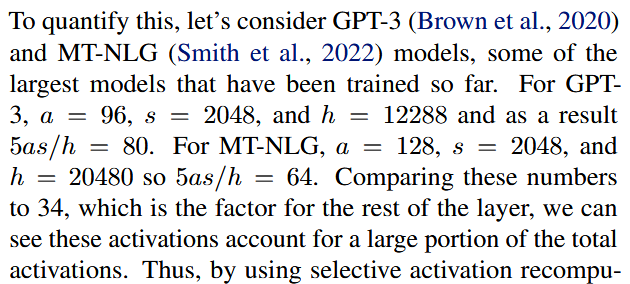 To quantify this, let's consider GPT-3 (Brown et al., 2020)
and MT-NLG (Smith et al., 2022) models, some of the
largest models that have been trained so far. For GPT-
3, a = 96, s = 2048, and h = 12288 and as a result
5as/h = 80. For MT-NLG, a = 128, s = 2048, and
h = 20480 so 5as/h = 64. Comparing these numbers
to 34, which is the factor for the rest of the layer, we can
see these activations account for a large portion of the total
activations. Thus, by using selective activation recompu-